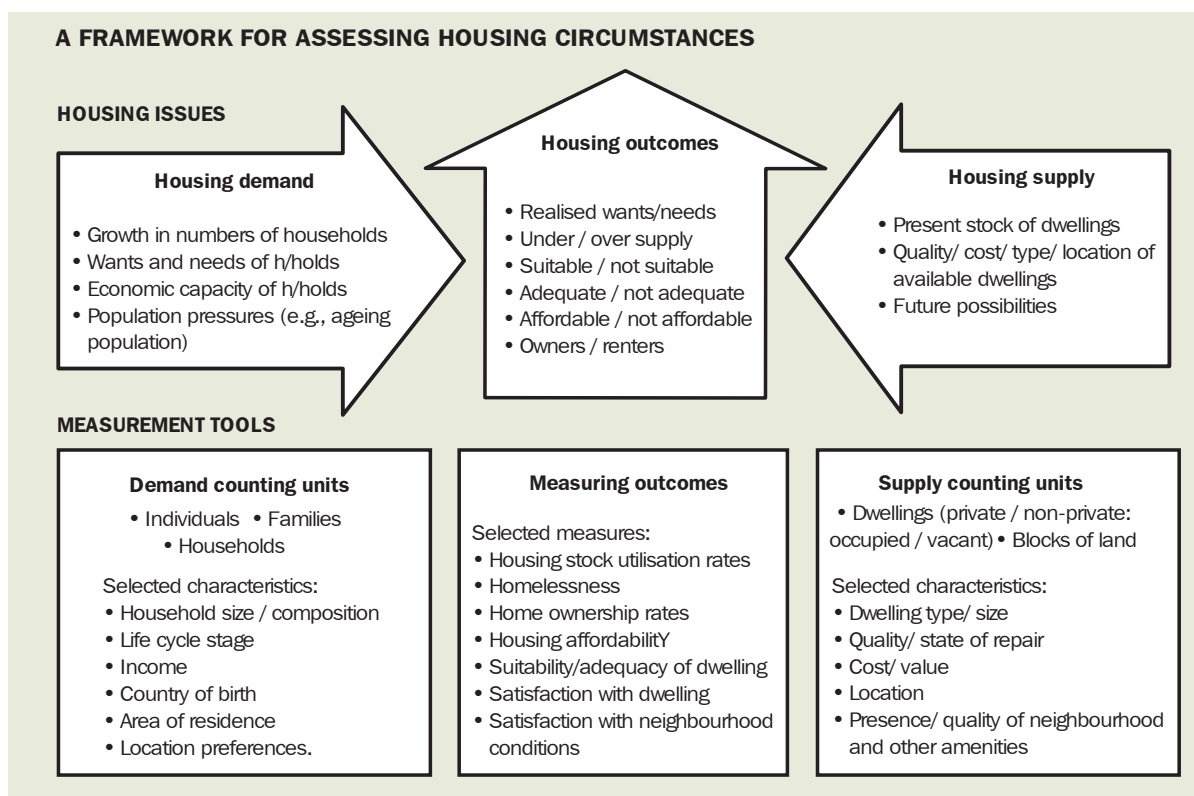 A FRAMEWORK FOR ASSESSING HOUSING CIRCUMSTANCES
HOUSING ISSUES
Housing demand
• Growth in numbers of households
• Wants and needs of h/holds
• Economic capacity of h/holds
• Population pressures (e.g., ageing
population)
Housing outcomes
• Realised wants/needs
• Under / over supply
• Suitable / not suitable
• Adequate / not adequate
• Affordable / not affordable
• Owners / renters
Housing supply
• Present stock of dwellings
• Quality/ cost/ type/ location of
available dwellings
• Future possibilities
MEASUREMENT TOOLS
Demand counting units
• Individuals • Families
• Households
Selected characteristics:
• Household size / composition
• Life cycle stage
• Income
• Country of birth
• Area of residence
• Location preferences.
Measuring outcomes
Selected measures:
• Housing stock utilisation rates
• Homelessness
• Home ownership rates
• Housing affordabilitY
• Suitability/adequacy of dwelling
• Satisfaction with dwelling
• Satisfaction with neighbourhood
conditions
Supply counting units
• Dwellings (private / non-private:
occupied / vacant) • Blocks of land
Selected characteristics:
• Dwelling type/ size
• Quality/ state of repair
• Cost/ value
• Location
• Presence/ quality of neighbourhood
and other amenities